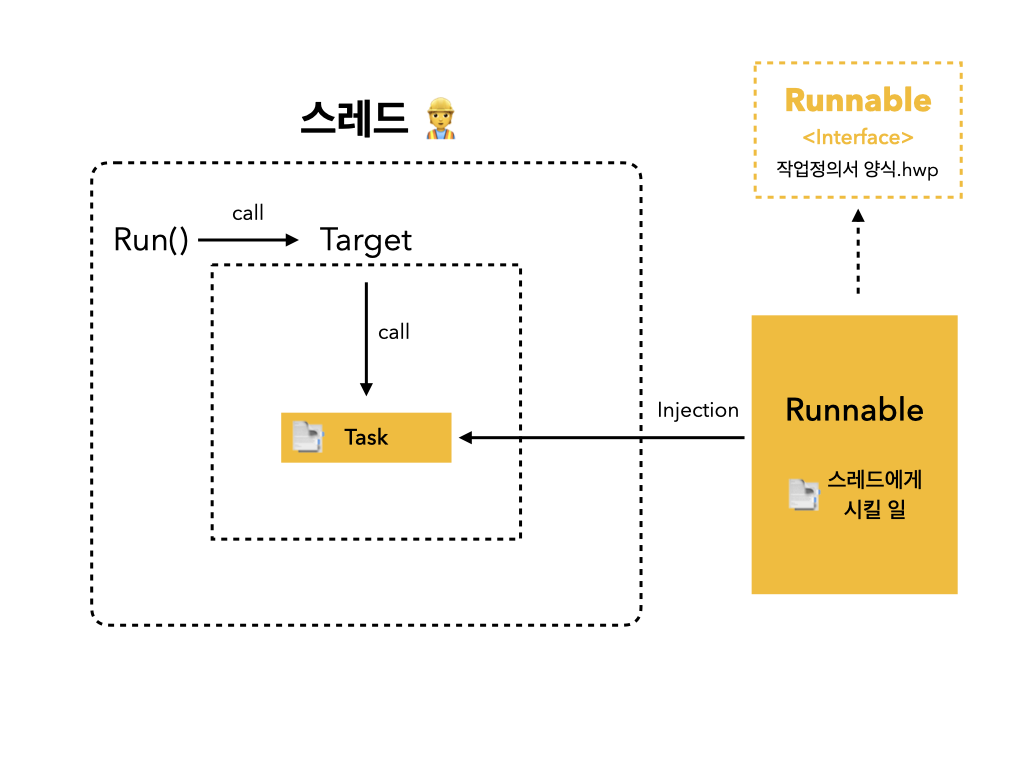 스레드
Runnable
<Interface>
작업정의서 양식.hwp
call
Run()
Target
call
Injection
Task
Runnable
스레드에게
시킬 일